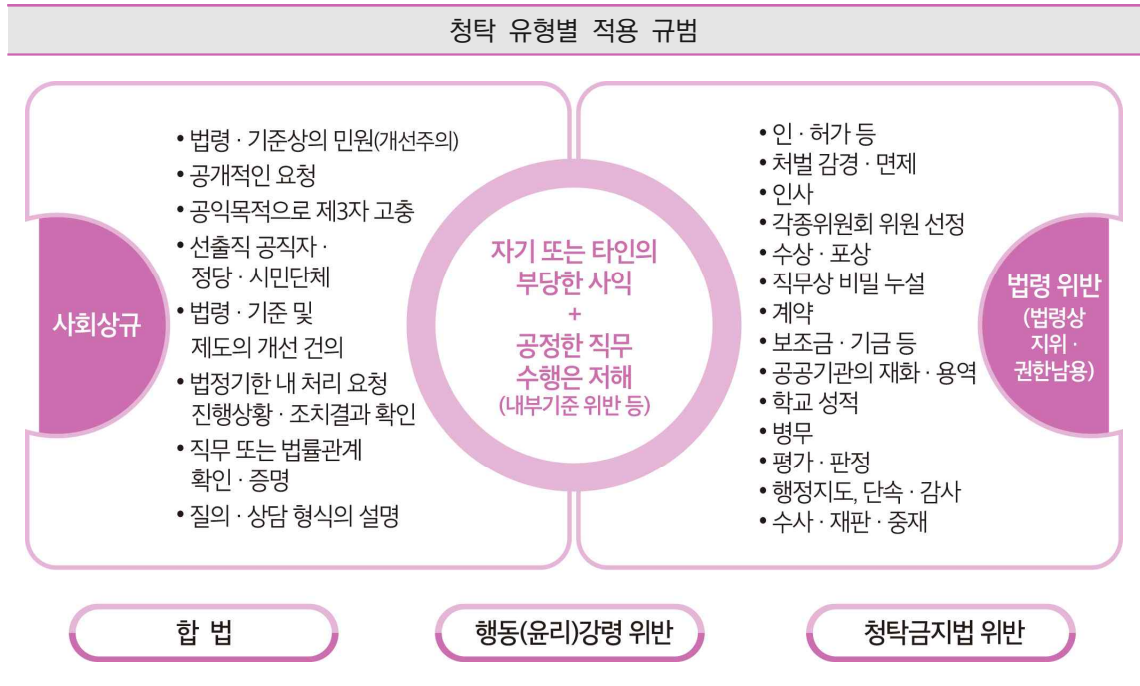 청탁 유형별 적용 규범
사회상규
• 법령 · 기준상의 민원(개선주의)
• 공개적인 요청
• 공익목적으로 제3자 고충
• 선출직 공직자 ·
정당 · 시민단체
• 법령 · 기준 및
제도의 개선 건의
• 법정기한 내 처리 요청
진행상황 · 조치결과 확인
• 직무 또는 법률관계
확인 · 증명
• 질의 · 상담 형식의 설명
자기 또는 타인의
부당한 사익
+
공정한 직무
수행은 저해
(내부기준 위반 등)
• 인 · 허가 등
• 처벌 감경 · 면제
• 인사
• 각종위원회 위원 선정
• 수상 · 포상
• 직무상 비밀 누설
• 계약
• 보조금 · 기금 등
• 공공기관의 재화 · 용역
• 학교 성적
• 병무
• 평가 · 판정
• 행정지도, 단속 · 감사
• 수사 · 재판 · 중재
법령 위반
(법령상
지위 ·
권한남용)
합 법
행동(윤리)강령 위반
청탁금지법 위반